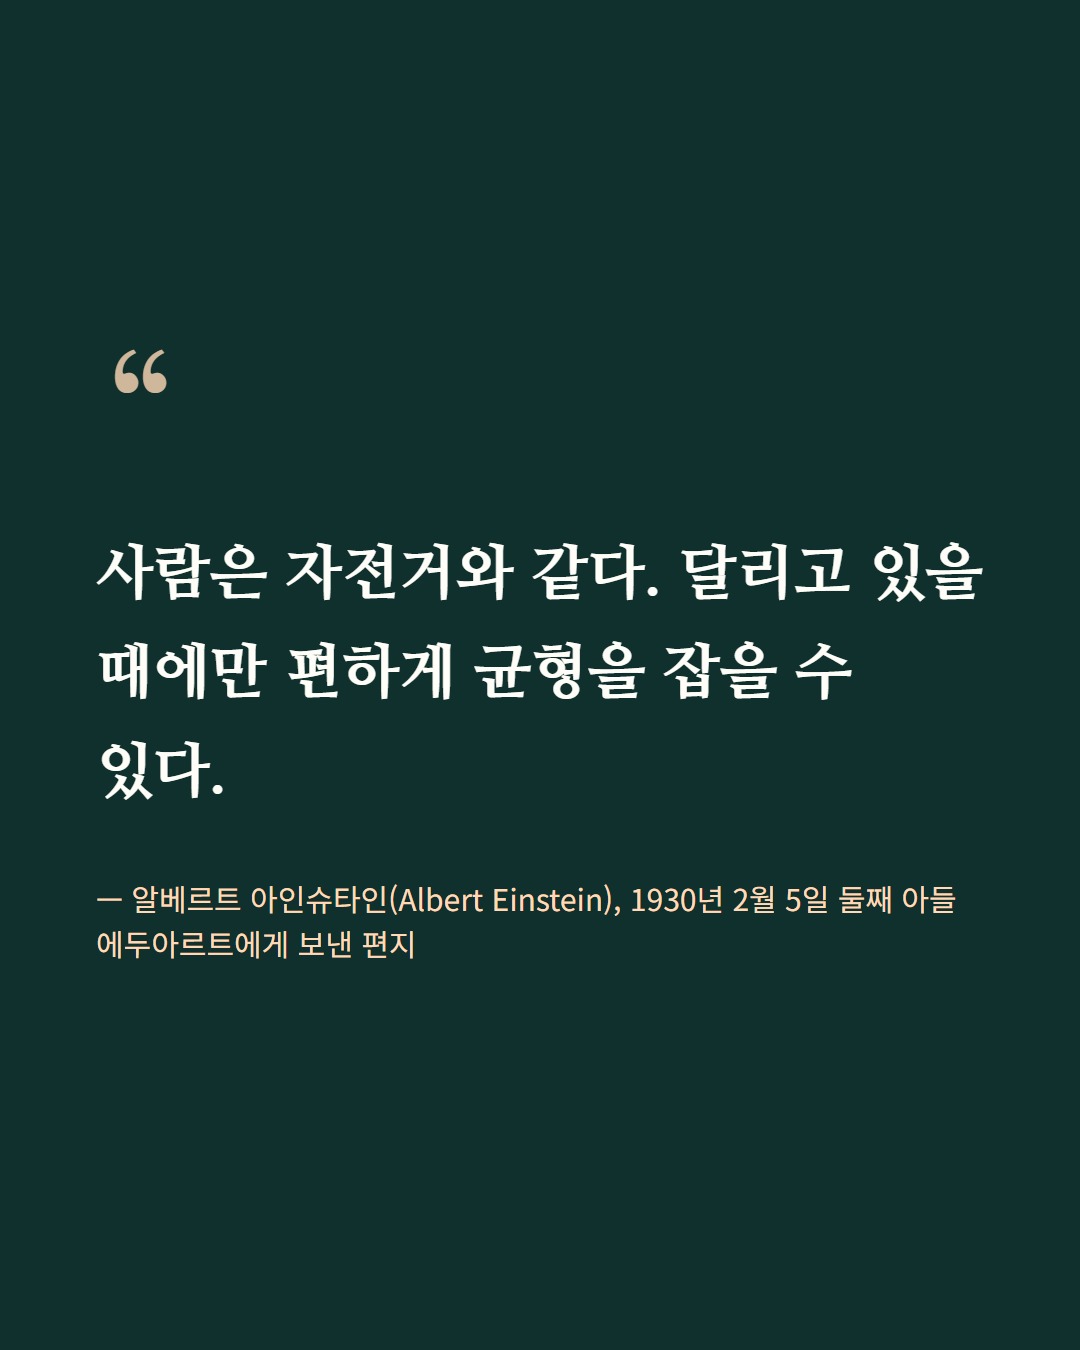 “
사람은 자전거와 같다. 달리고 있을
때에만 편하게 균형을 잡을 수
있다.
— 알베르트 아인슈타인(Albert Einstein), 1930년 2월 5일 둘째 아들
에두아르트에게 보낸 편지